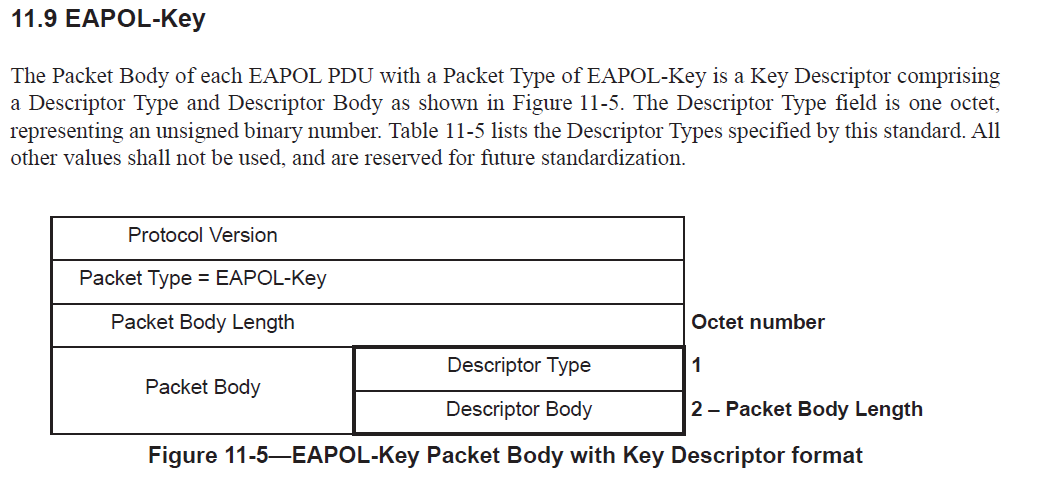 11.9 EAPOL-Key
The Packet Body of each EAPOL PDU with a Packet Type of EAPOL-Key is a Key Descriptor comprising
a Descriptor Type and Descriptor Body as shown in Figure 11-5. The Descriptor Type field is one octet,
representing an unsigned binary number. Table 11-5 lists the Descriptor Types specified by this standard. All
other values shall not be used, and are reserved for future standardization.
Protocol Version
Packet Type = EAPOL-Key
Packet Body Length
Octet number
Packet Body
Descriptor Type
1
Descriptor Body
2 – Packet Body Length
Figure 11-5—EAPOL-Key Packet Body with Key Descriptor format